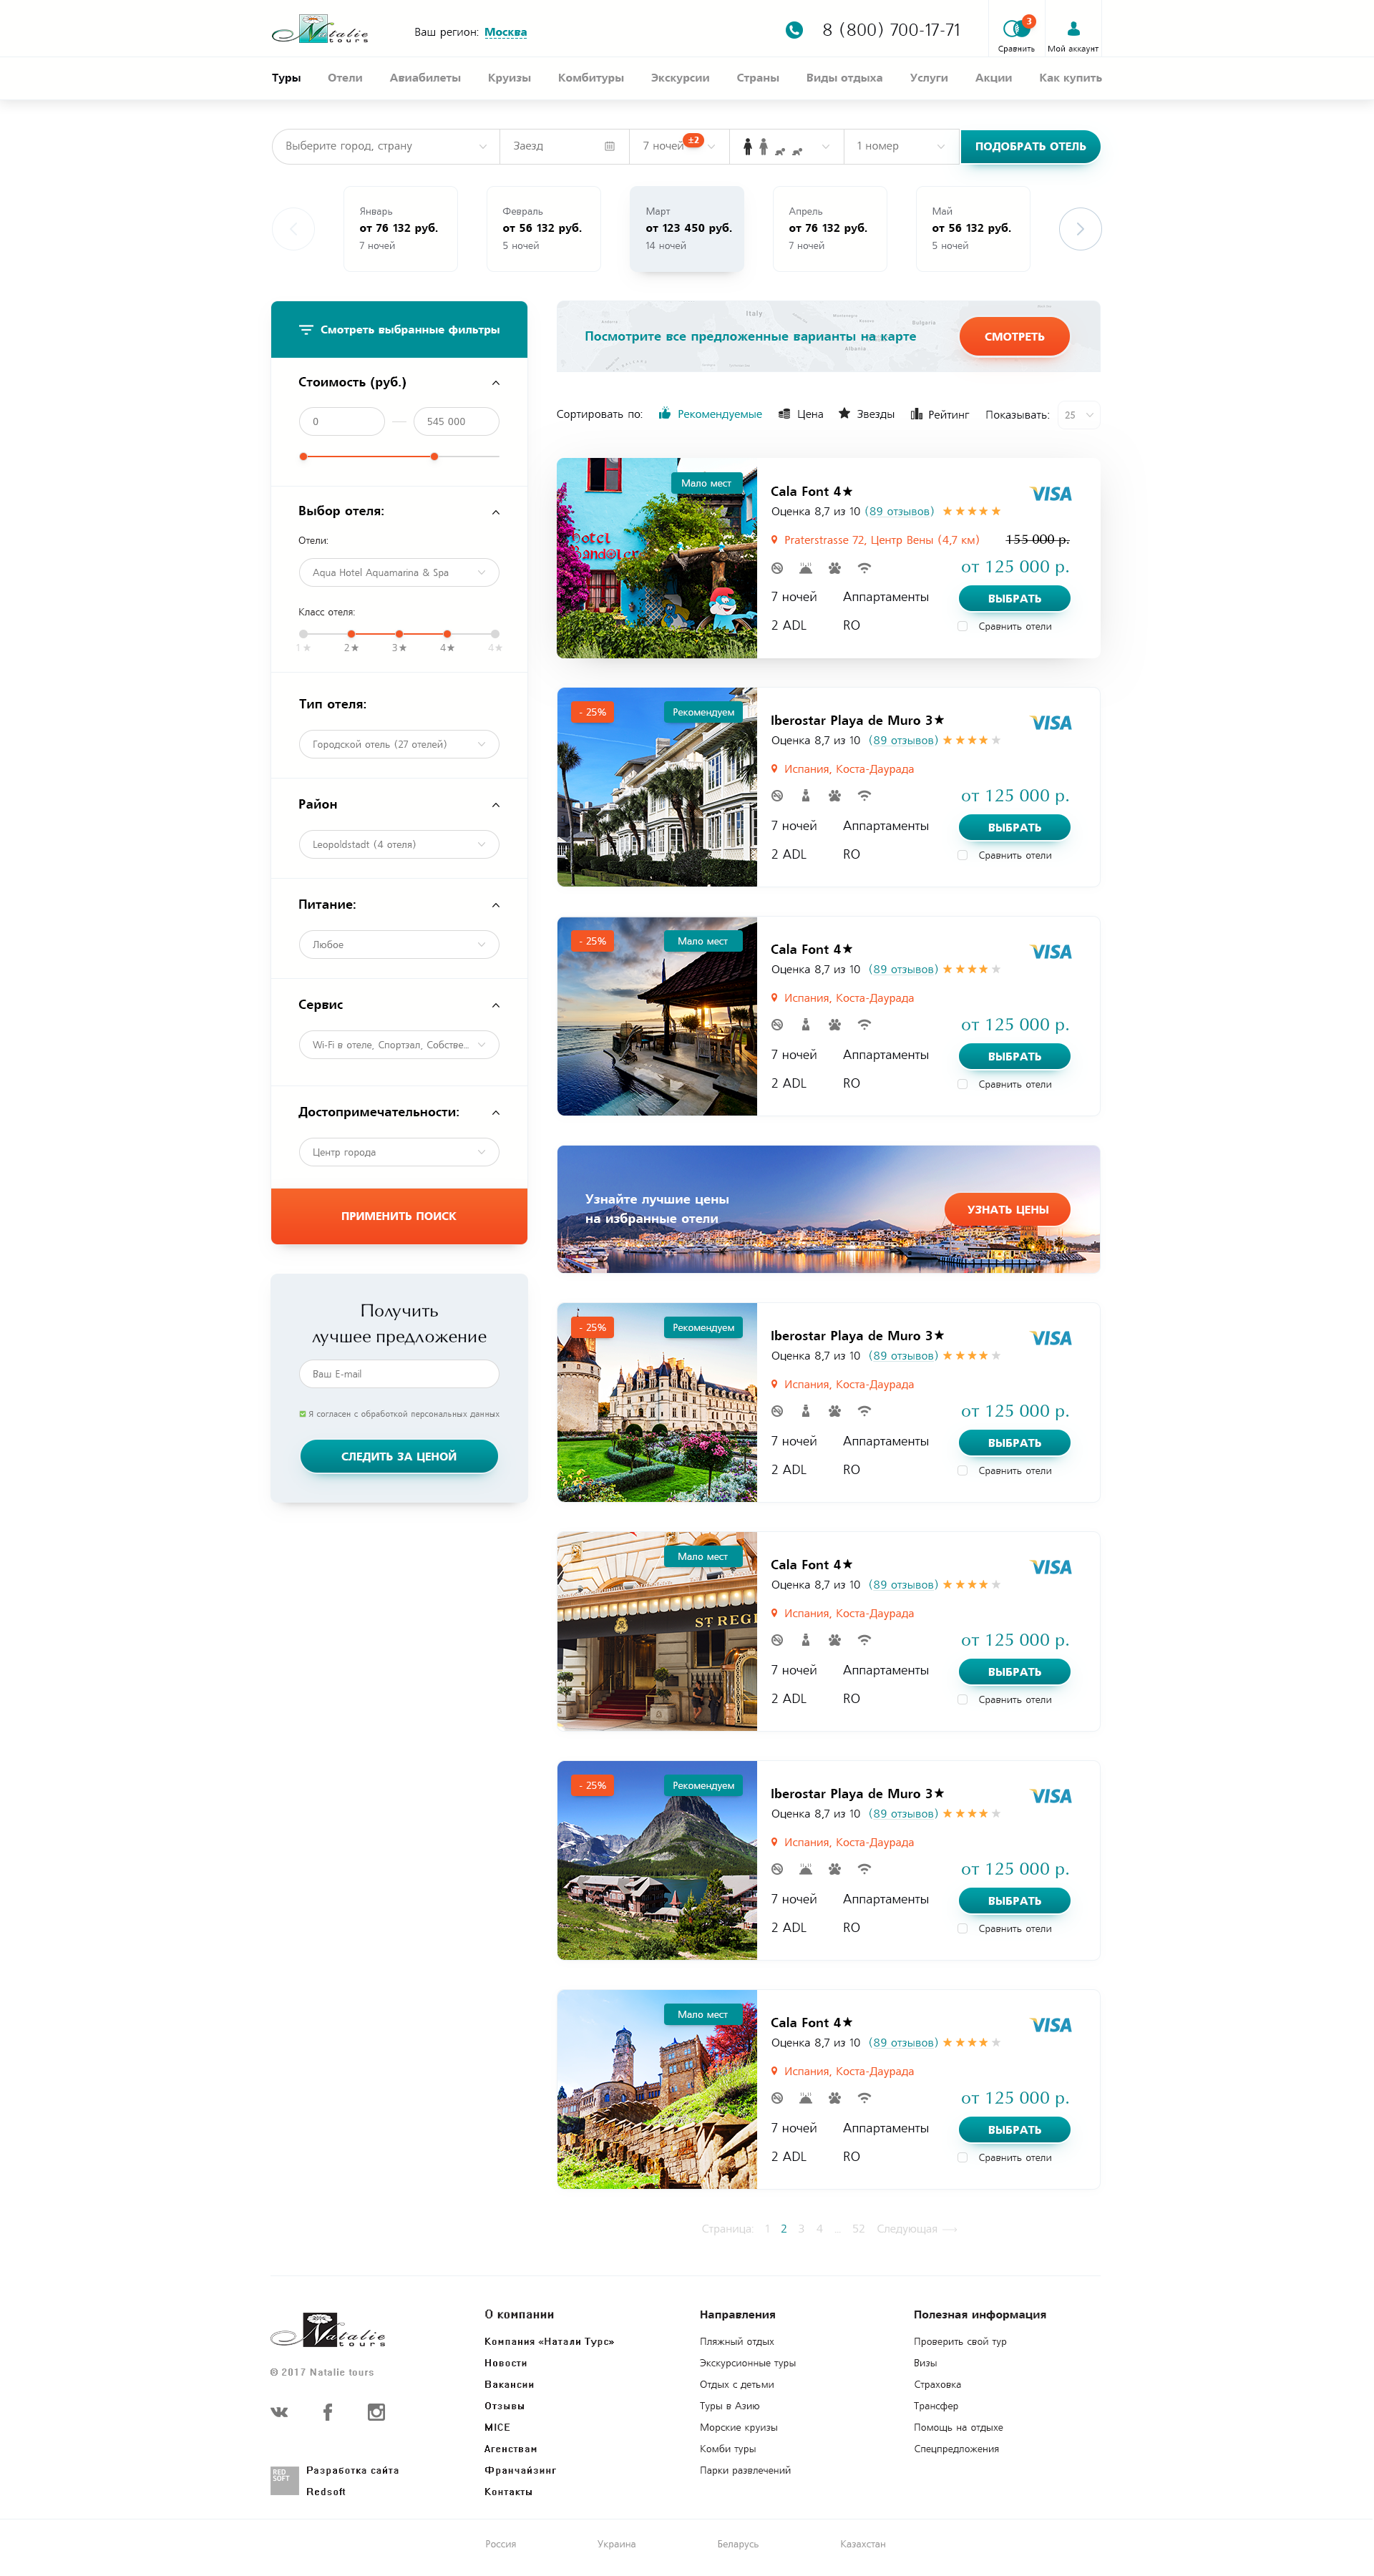 Natalie tours
Ваш регион: Москва
8 (800) 700-17-71
3
Сравнить
Мой аккаунт
Туры Отели Авиабилеты Круизы Комбитуры Экскурсии Страны Виды отдыха Услуги Акции Как купить
Выберите город, страну
Заезд
7 ночей ±2
1 номер
ПОДОБРАТЬ ОТЕЛЬ
Январь
от 76 132 руб.
7 ночей
Февраль
от 56 132 руб.
5 ночей
Март
от 123 450 руб.
14 ночей
Апрель
от 76 132 руб.
7 ночей
Май
от 56 132 руб.
5 ночей
Смотреть выбранные фильтры
Стоимость (руб.)
0 — 545 000
Выбор отеля:
Отели:
Aqua Hotel Aquamarina & Spa
Класс отеля:
1★ 2★ 3★ 4★ 4★
Тип отеля:
Городской отель (27 отелей)
Район
Leopoldstadt (4 отеля)
Питание:
Любое
Сервис
Wi-Fi в отеле, Спортзал, Собстве...
Достопримечательности:
Центр города
ПРИМЕНИТЬ ПОИСК
Получить
лучшее предложение
Ваш E-mail
Я согласен с обработкой персональных данных
СЛЕДИТЬ ЗА ЦЕНОЙ
Italy
Bulgaria
Albania
Посмотрите все предложенные варианты на карте
СМОТРЕТЬ
Сортировать по: Рекомендуемые Цена Звезды Рейтинг Показывать: 25
Мало мест
Hotel
Bandolero
Cala Font 4★
VISA
Оценка 8,7 из 10 (89 отзывов)
Praterstrasse 72, Центр Вены (4,7 км)
155 000 р.
от 125 000 р.
7 ночей Аппартаменты
ВЫБРАТЬ
2 ADL RO
Сравнить отели
- 25%
Рекомендуем
Iberostar Playa de Muro 3★
VISA
Оценка 8,7 из 10 (89 отзывов)
Испания, Коста-Даурада
от 125 000 р.
7 ночей Аппартаменты
ВЫБРАТЬ
2 ADL RO
Сравнить отели
- 25%
Мало мест
Cala Font 4★
VISA
Оценка 8,7 из 10 (89 отзывов)
Испания, Коста-Даурада
от 125 000 р.
7 ночей Аппартаменты
ВЫБРАТЬ
2 ADL RO
Сравнить отели
Узнайте лучшие цены
на избранные отели
УЗНАТЬ ЦЕНЫ
- 25%
Рекомендуем
Iberostar Playa de Muro 3★
VISA
Оценка 8,7 из 10 (89 отзывов)
Испания, Коста-Даурада
от 125 000 р.
7 ночей Аппартаменты
ВЫБРАТЬ
2 ADL RO
Сравнить отели
Мало мест
ST REGI
Cala Font 4★
VISA
Оценка 8,7 из 10 (89 отзывов)
Испания, Коста-Даурада
от 125 000 р.
7 ночей Аппартаменты
ВЫБРАТЬ
2 ADL RO
Сравнить отели
- 25%
Рекомендуем
Iberostar Playa de Muro 3★
VISA
Оценка 8,7 из 10 (89 отзывов)
Испания, Коста-Даурада
от 125 000 р.
7 ночей Аппартаменты
ВЫБРАТЬ
2 ADL RO
Сравнить отели
Мало мест
Cala Font 4★
VISA
Оценка 8,7 из 10 (89 отзывов)
Испания, Коста-Даурада
от 125 000 р.
7 ночей Аппартаменты
ВЫБРАТЬ
2 ADL RO
Сравнить отели
Страница: 1 2 3 4 ... 52 Следующая
Natalie tours
© 2017 Natalie tours
RED SOFT
Разработка сайта
Redsoft
О компании
Компания «Натали Турс»
Новости
Вакансии
Отзывы
MICE
Агенствам
Франчайзинг
Контакты
Направления
Пляжный отдых
Экскурсионные туры
Отдых с детьми
Туры в Азию
Морские круизы
Комби туры
Парки развлечений
Полезная информация
Проверить свой тур
Визы
Страховка
Трансфер
Помощь на отдыхе
Спецпредложения
Россия Украина Беларусь Казахстан